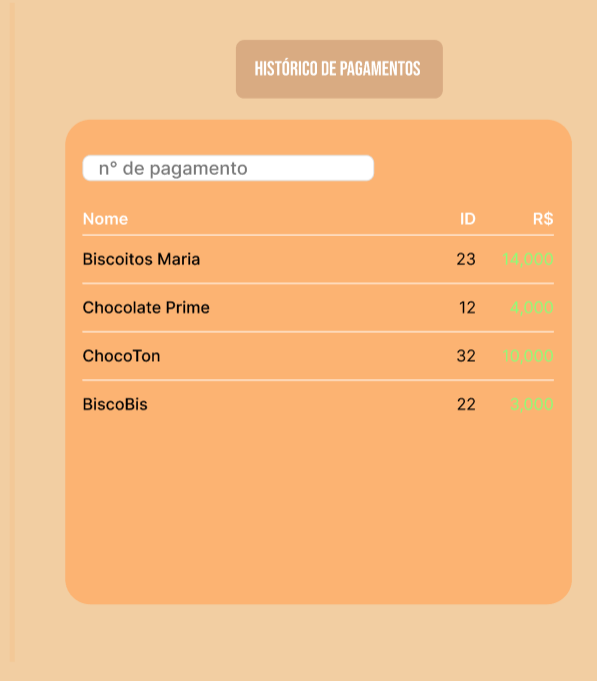 HISTÓRICO DE PAGAMENTOS
n° de pagamento
Nome ID R$
Biscoitos Maria 23 14,000
Chocolate Prime 12 4,000
ChocoTon 32 10,000
BiscoBis 22 3,000